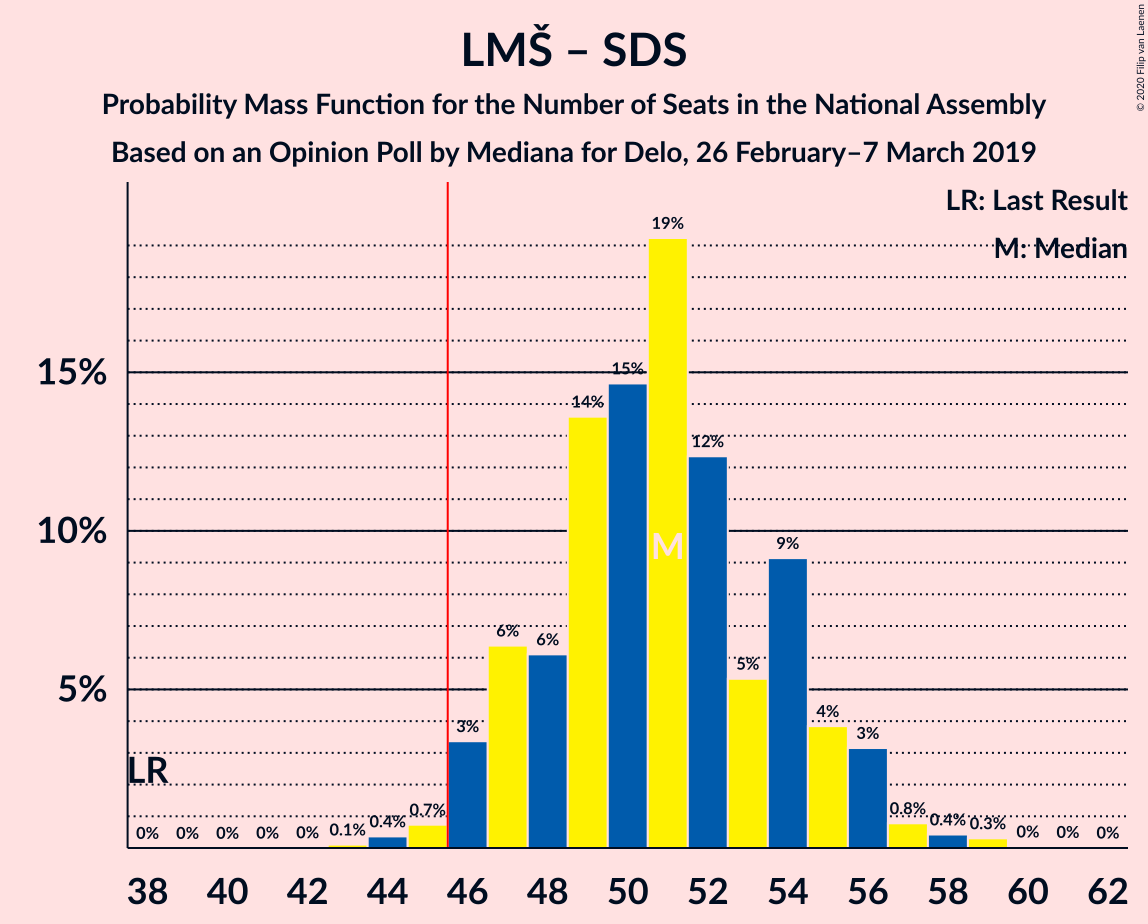 LMŠ – SDS
Probability Mass Function for the Number of Seats in the National Assembly
Based on an Opinion Poll by Mediana for Delo, 26 February–7 March 2019
© 2020 Filip van Laenen
LR: Last Result
M: Median
15%
10%
5%
LR
M
0% 0% 0% 0% 0% 0.1% 0.4% 0.7% 3% 6% 6% 14% 15% 19% 12% 5% 9% 4% 3% 0.8% 0.4% 0.3% 0% 0% 0%
38 40 42 44 46 48 50 52 54 56 58 60 62